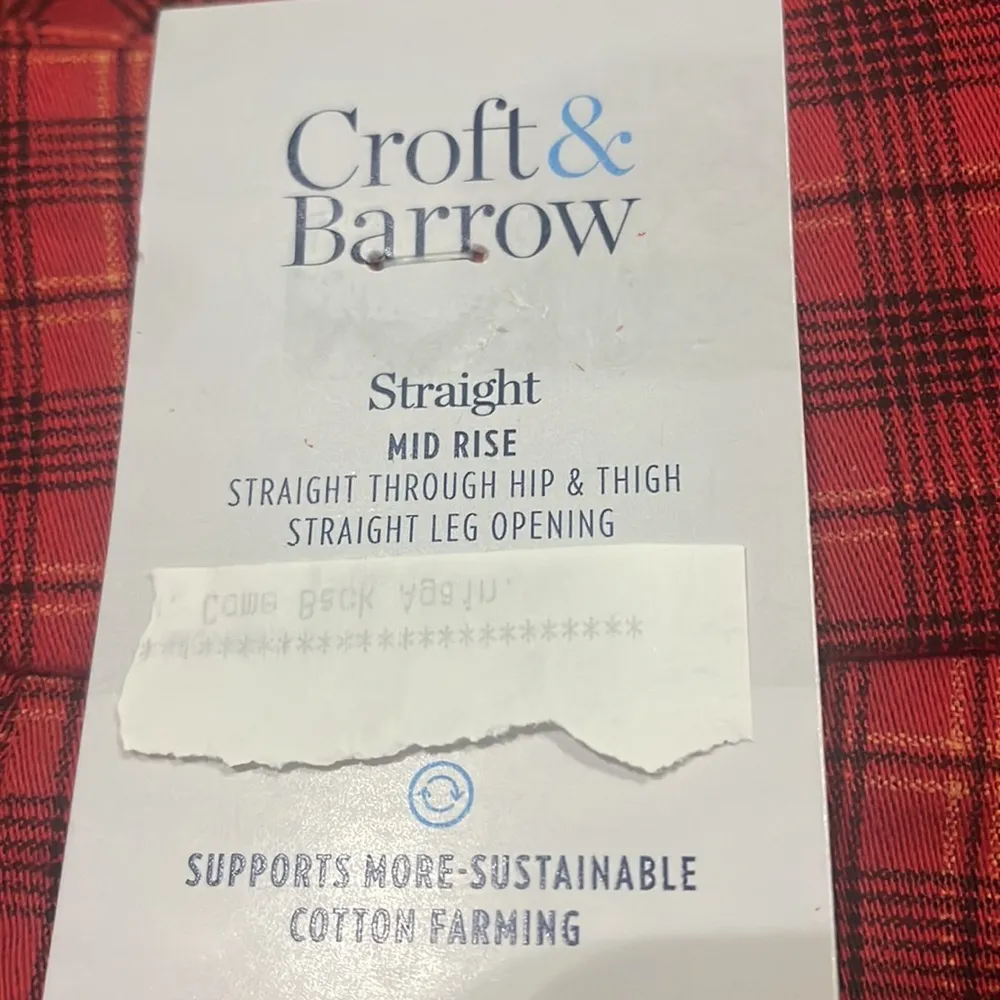 Croft &
Barrow
Straight
MID RISE
STRAIGHT THROUGH HIP & THIGH
STRAIGHT LEG OPENING
Come Back Again.
***********************
SUPPORTS MORE-SUSTAINABLE
COTTON FARMING